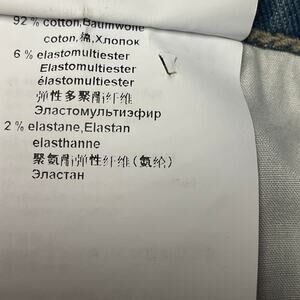 92 % cotton,Baumwolle
coton,棉,Хлопок
6 % elastomultiester
Elastomultiester
élastomultiester
弹性多聚酯纤维
Эластомультиэфир
2 % elastane,Elastan
elasthanne
聚氨酯弹性纤维(氨纶)
Эластан